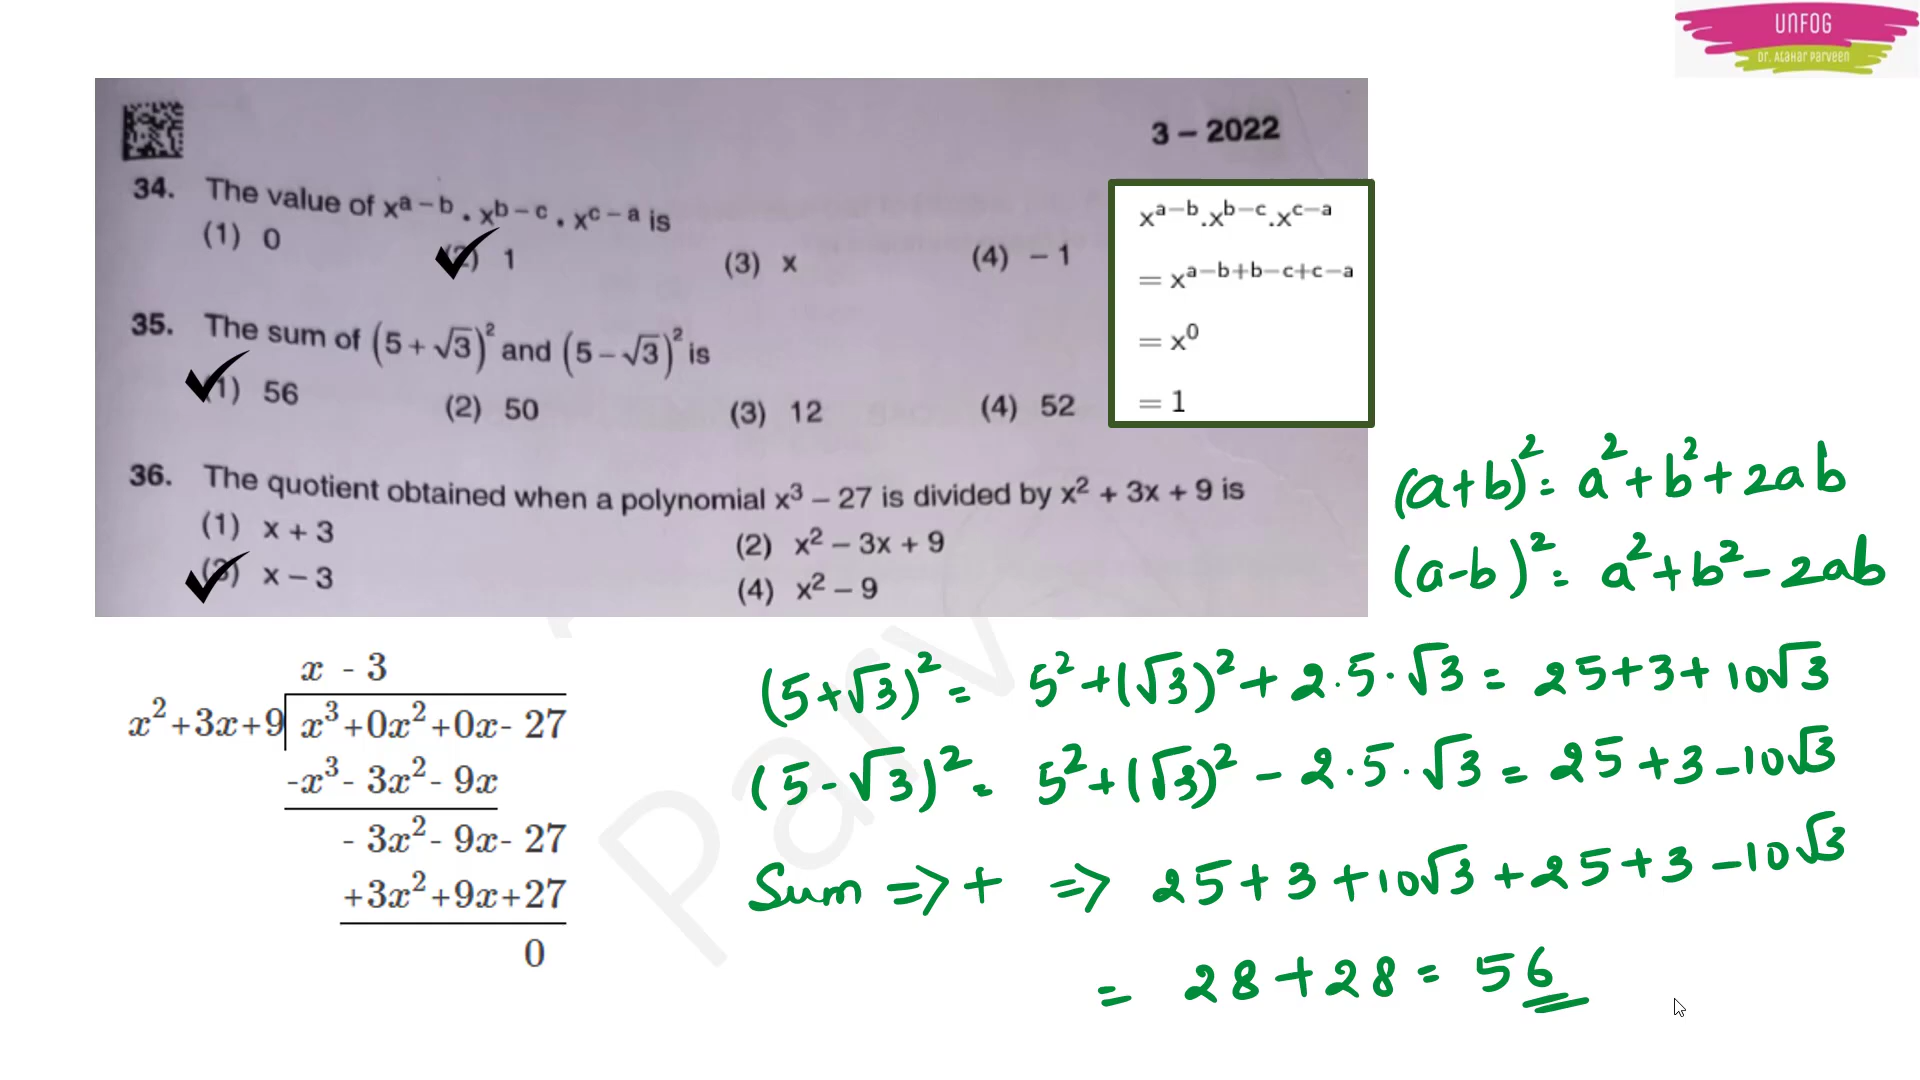 UNFOG
Dr. Atahar Parveen
3 – 2022
34. The value of xᵃ⁻ᵇ · xᵇ⁻ᶜ · xᶜ⁻ᵃ is
(1) 0 (2) 1 (3) x (4) – 1
35. The sum of (5 + √3)² and (5 – √3)² is
(1) 56 (2) 50 (3) 12 (4) 52
36. The quotient obtained when a polynomial x³ – 27 is divided by x² + 3x + 9 is
(1) x + 3 (2) x² – 3x + 9
(3) x – 3 (4) x² – 9
xᵃ⁻ᵇ.xᵇ⁻ᶜ.xᶜ⁻ᵃ
= xᵃ⁻ᵇ⁺ᵇ⁻ᶜ⁺ᶜ⁻ᵃ
= x⁰
= 1
(a+b)² = a²+b²+2ab
(a-b)² = a²+b²-2ab
x - 3
x²+3x+9 x³+0x²+0x- 27
-x³- 3x²- 9x
- 3x²- 9x- 27
+3x²+9x+27
0
(5+√3)² = 5²+(√3)²+2·5·√3 = 25+3+10√3
(5-√3)² = 5²+(√3)²-2·5·√3 = 25+3-10√3
Sum => + => 25+3+10√3+25+3-10√3
= 28+28 = 56
Parv